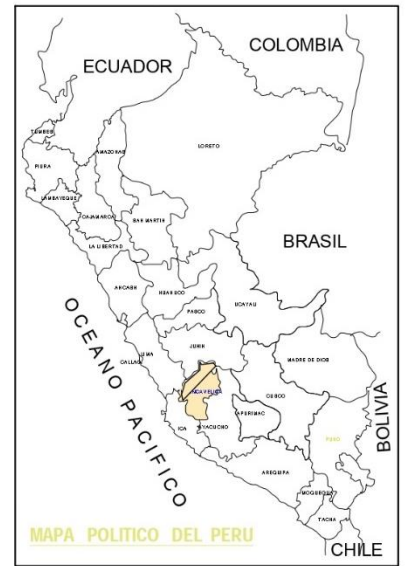 COLOMBIA
ECUADOR
TUMBES
LORETO
AMAZONAS
PIURA
LAMBAYEQUE
CAJAMARCA
SAN MARTIN
BRASIL
LA LIBERTAD
ANCASH
HUANUCO
UCAYALI
PASCO
OCEANO PACIFICO
JUNIN
LIMA
CALLAO
MADRE DE DIOS
CUSCO
APURIMAC
ICA
AYACUCHO
BOLIVIA
AREQUIPA
MOQUEGUA
TACNA
MAPA POLITICO DEL PERU
CHILE